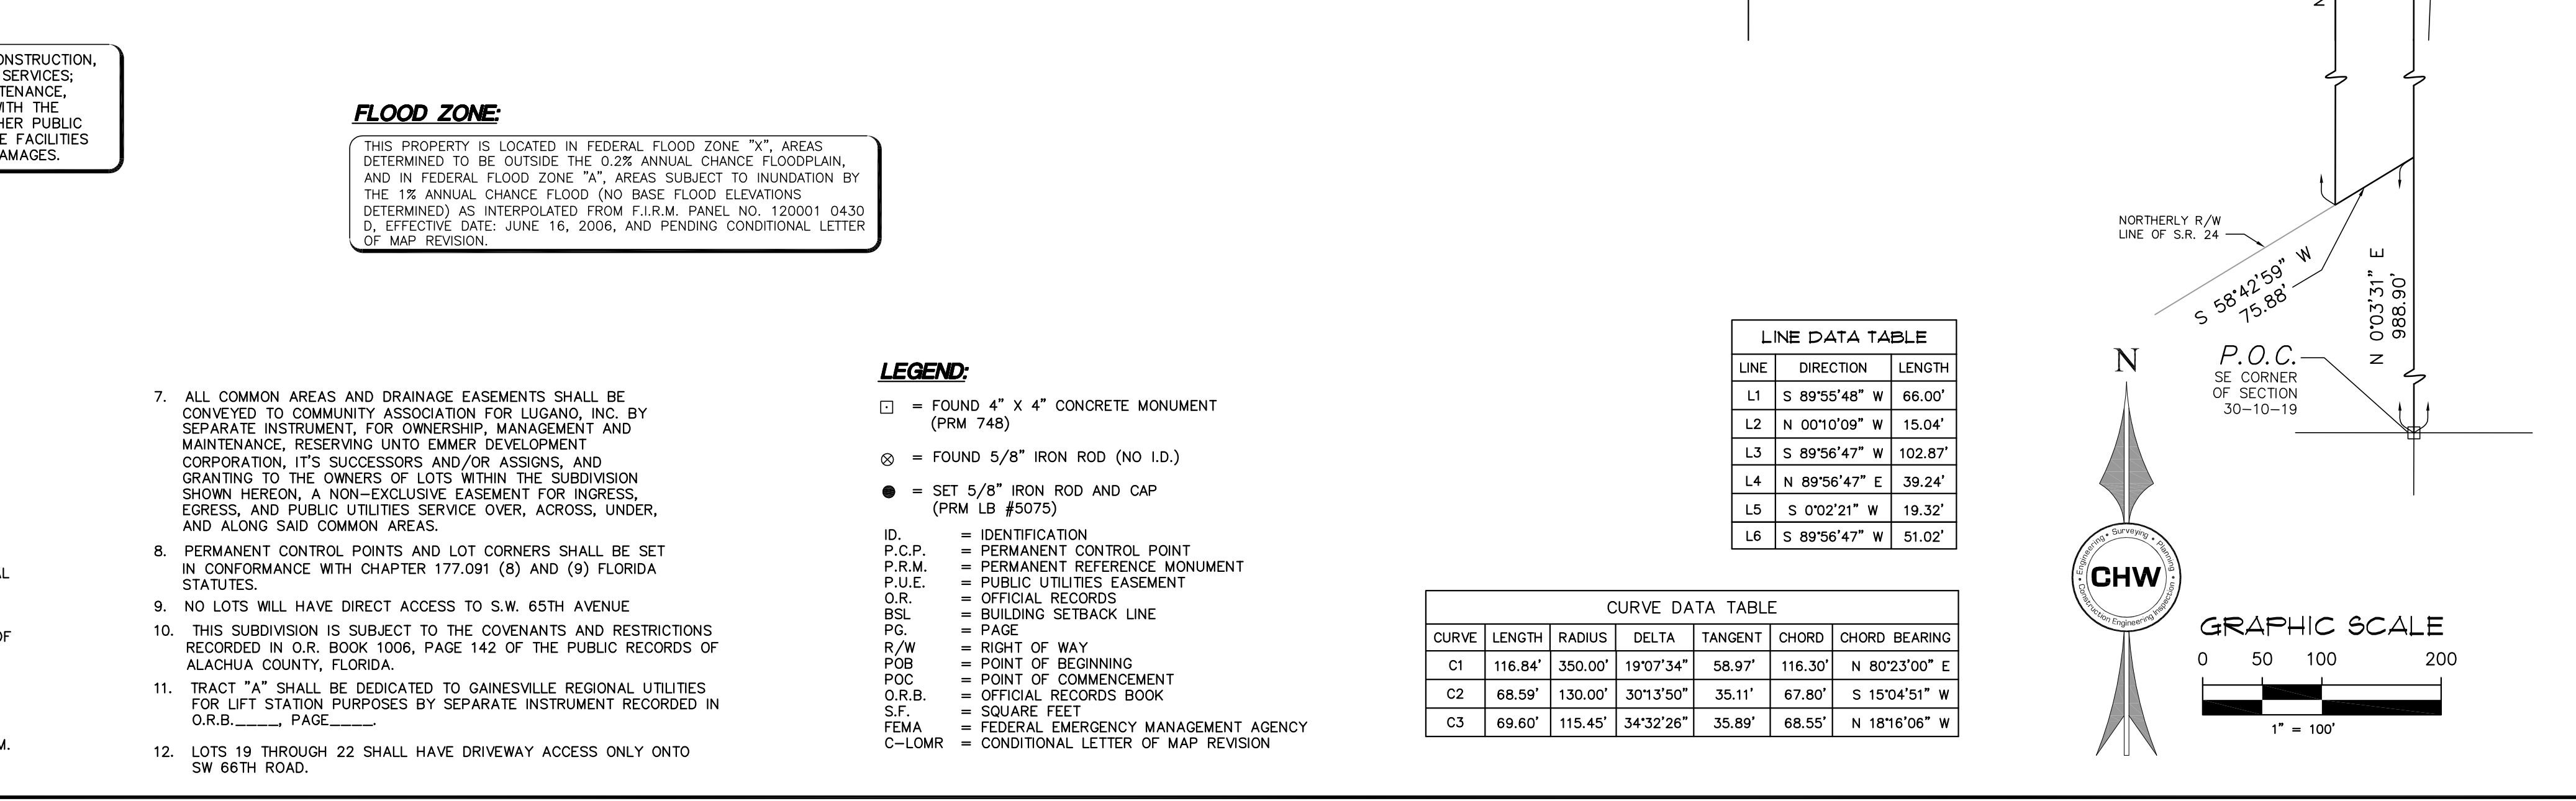 ONSTRUCTION,
SERVICES;
TENANCE,
WITH THE
HER PUBLIC
E FACILITIES
AMAGES.
FLOOD ZONE:
THIS PROPERTY IS LOCATED IN FEDERAL FLOOD ZONE "X", AREAS
DETERMINED TO BE OUTSIDE THE 0.2% ANNUAL CHANCE FLOODPLAIN,
AND IN FEDERAL FLOOD ZONE "A", AREAS SUBJECT TO INUNDATION BY
THE 1% ANNUAL CHANCE FLOOD (NO BASE FLOOD ELEVATIONS
DETERMINED) AS INTERPOLATED FROM F.I.R.M. PANEL NO. 120001 0430
D, EFFECTIVE DATE: JUNE 16, 2006, AND PENDING CONDITIONAL LETTER
OF MAP REVISION.
AL
OF
M.
7. ALL COMMON AREAS AND DRAINAGE EASEMENTS SHALL BE
CONVEYED TO COMMUNITY ASSOCIATION FOR LUGANO, INC. BY
SEPARATE INSTRUMENT, FOR OWNERSHIP, MANAGEMENT AND
MAINTENANCE, RESERVING UNTO EMMER DEVELOPMENT
CORPORATION, IT'S SUCCESSORS AND/OR ASSIGNS, AND
GRANTING TO THE OWNERS OF LOTS WITHIN THE SUBDIVISION
SHOWN HEREON, A NON-EXCLUSIVE EASEMENT FOR INGRESS,
EGRESS, AND PUBLIC UTILITIES SERVICE OVER, ACROSS, UNDER,
AND ALONG SAID COMMON AREAS.
8. PERMANENT CONTROL POINTS AND LOT CORNERS SHALL BE SET
IN CONFORMANCE WITH CHAPTER 177.091 (8) AND (9) FLORIDA
STATUTES.
9. NO LOTS WILL HAVE DIRECT ACCESS TO S.W. 65TH AVENUE
10. THIS SUBDIVISION IS SUBJECT TO THE COVENANTS AND RESTRICTIONS
RECORDED IN O.R. BOOK 1006, PAGE 142 OF THE PUBLIC RECORDS OF
ALACHUA COUNTY, FLORIDA.
11. TRACT "A" SHALL BE DEDICATED TO GAINESVILLE REGIONAL UTILITIES
FOR LIFT STATION PURPOSES BY SEPARATE INSTRUMENT RECORDED IN
O.R.B.____, PAGE____.
12. LOTS 19 THROUGH 22 SHALL HAVE DRIVEWAY ACCESS ONLY ONTO
SW 66TH ROAD.
LEGEND:
= FOUND 4" X 4" CONCRETE MONUMENT
(PRM 748)
= FOUND 5/8" IRON ROD (NO I.D.)
= SET 5/8" IRON ROD AND CAP
(PRM LB #5075)
ID. = IDENTIFICATION
P.C.P. = PERMANENT CONTROL POINT
P.R.M. = PERMANENT REFERENCE MONUMENT
P.U.E. = PUBLIC UTILITIES EASEMENT
O.R. = OFFICIAL RECORDS
BSL = BUILDING SETBACK LINE
PG. = PAGE
R/W = RIGHT OF WAY
POB = POINT OF BEGINNING
POC = POINT OF COMMENCEMENT
O.R.B. = OFFICIAL RECORDS BOOK
S.F. = SQUARE FEET
FEMA = FEDERAL EMERGENCY MANAGEMENT AGENCY
C-LOMR = CONDITIONAL LETTER OF MAP REVISION
LINE DATA TABLE
LINE DIRECTION LENGTH
L1 S 89°55'48" W 66.00'
L2 N 00°10'09" W 15.04'
L3 S 89°56'47" W 102.87'
L4 N 89°56'47" E 39.24'
L5 S 0°02'21" W 19.32'
L6 S 89°56'47" W 51.02'
CURVE DATA TABLE
CURVE LENGTH RADIUS DELTA TANGENT CHORD CHORD BEARING
C1 116.84' 350.00' 19°07'34" 58.97' 116.30' N 80°23'00" E
C2 68.59' 130.00' 30°13'50" 35.11' 67.80' S 15°04'51" W
C3 69.60' 115.45' 34°32'26" 35.89' 68.55' N 18°16'06" W
N
NORTHERLY R/W
LINE OF S.R. 24
S 58°42'59" W
75.88'
N 0°03'31" E
988.90'
P.O.C.
SE CORNER
OF SECTION
30-10-19
N
Engineering • Surveying • Planning
CHW
Construction Engineering Inspection
GRAPHIC SCALE
0 50 100 200
1" = 100'